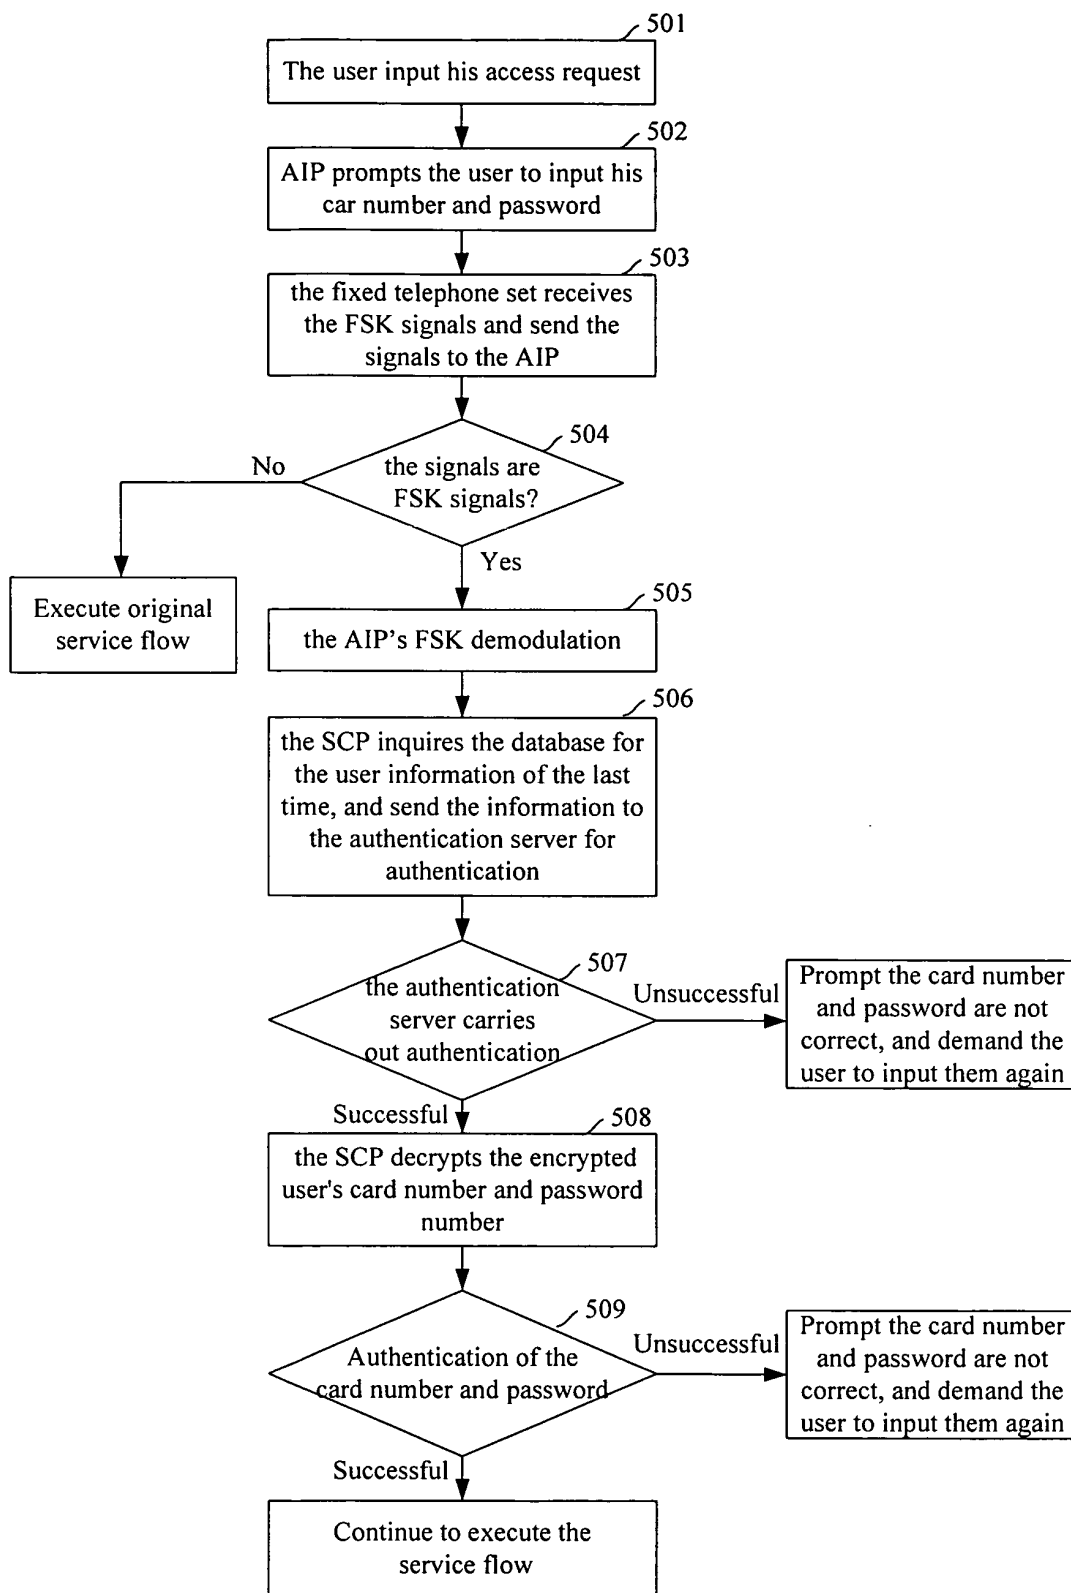 501
The user input his access request
502
AIP prompts the user to input his
car number and password
503
the fixed telephone set receives
the FSK signals and send the
signals to the AIP
504
the signals are
FSK signals?
No
Yes
Execute original
service flow
505
the AIP's FSK demodulation
506
the SCP inquires the database for
the user information of the last
time, and send the information to
the authentication server for
authentication
507
the authentication
server carries
out authentication
Unsuccessful
Prompt the card number
and password are not
correct, and demand the
user to input them again
Successful
508
the SCP decrypts the encrypted
user's card number and password
number
509
Authentication of the
card number and password
Unsuccessful
Prompt the card number
and password are not
correct, and demand the
user to input them again
Successful
Continue to execute the
service flow